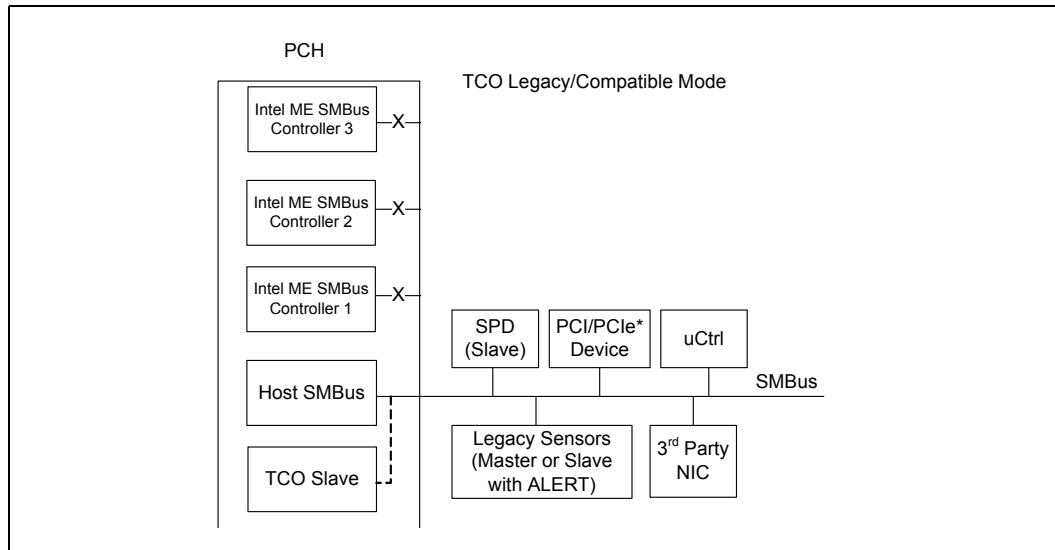 PCH
TCO Legacy/Compatible Mode
Intel ME SMBus
Controller 3
X
Intel ME SMBus
Controller 2
X
Intel ME SMBus
Controller 1
X
SPD
(Slave)
PCI/PCIe*
Device
uCtrl
Host SMBus
SMBus
TCO Slave
Legacy Sensors
(Master or Slave
with ALERT)
3rd Party
NIC